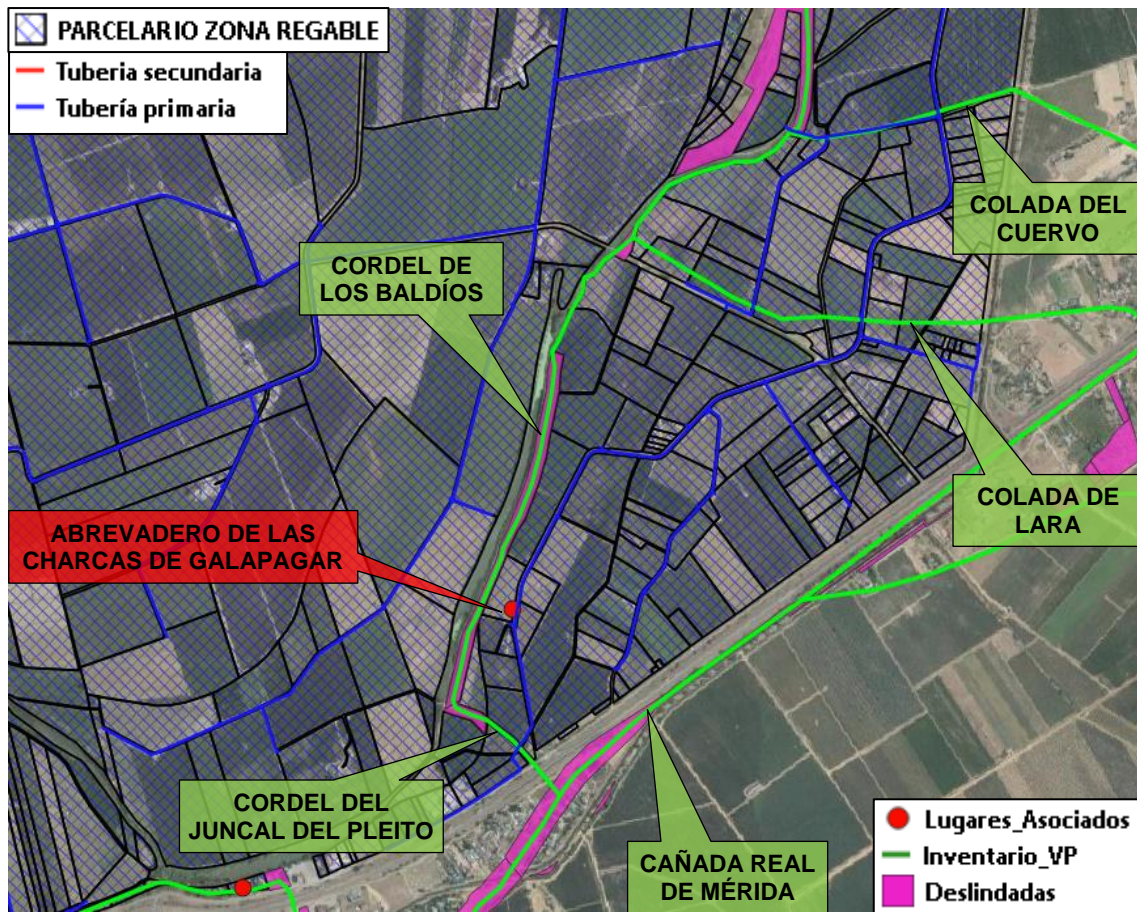 PARCELARIO ZONA REGABLE
Tuberia secundaria
Tubería primaria
COLADA DEL
CUERVO
CORDEL DE
LOS BALDÍOS
COLADA DE
LARA
ABREVADERO DE LAS
CHARCAS DE GALAPAGAR
CORDEL DEL
JUNCAL DEL PLEITO
CAÑADA REAL
DE MÉRIDA
Lugares_Asociados
Inventario_VP
Deslindadas